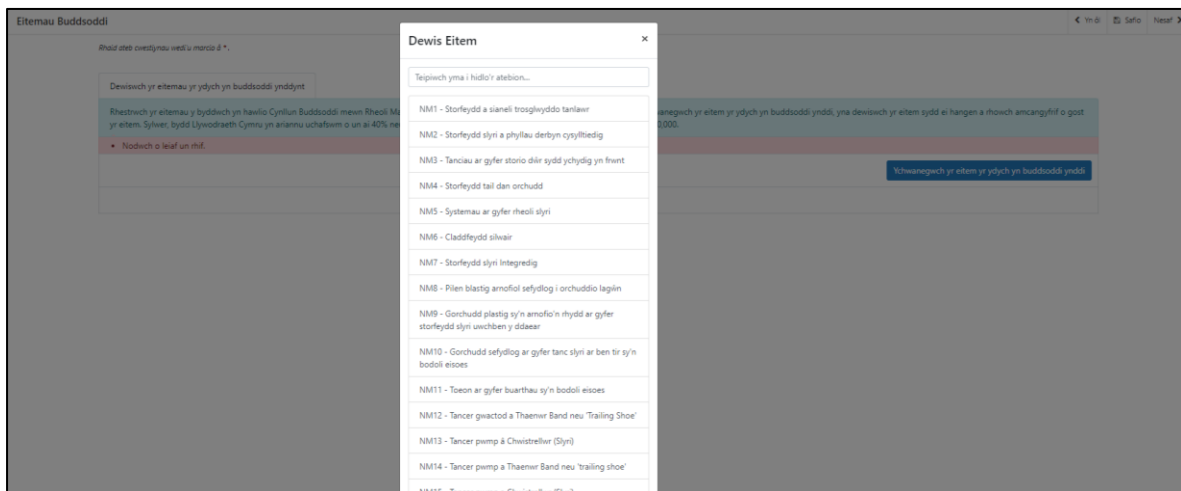 Eitemau Buddsoddi
Yn ôl
Safio
Nesaf
Rhaid ateb cwestiynau wedi'u marcio â *.
Dewiswch yr eitemau yr ydych yn buddsoddi ynddynt
Rhestrwch yr eitemau y byddwch yn hawlio Cynllun Buddsoddi mewn Rheoli
yr eitem yr ydych yn buddsoddi ynddi, yna dewiswch yr eitem sydd ei hangen a rhowch amcangyfrif o gost
yr eitem. Sylwer, bydd Llywodraeth Cymru yn ariannu uchafswm o un ai 40%
Nodwch o leiaf un rhif.
Ychwanegwch yr eitem yr ydych yn buddsoddi ynddi
Dewis Eitem
×
Teipiwch yma i hidlo'r atebion...
NM1 - Storfeydd a sianeli trosglwyddo tanlawr
NM2 - Storfeydd slyri a phyllau derbyn cysylltiedig
NM3 - Tanciau ar gyfer storio dŵr sydd ychydig yn frwnt
NM4 - Storfeydd tail dan orchudd
NM5 - Systemau ar gyfer rheoli slyri
NM6 - Claddfeydd silwair
NM7 - Storfeydd slyri Integredig
NM8 - Pilen blastig arnofiol sefydlog i orchuddio lagŵn
NM9 - Gorchudd plastig sy'n arnofio'n rhydd ar gyfer
storfeydd slyri uwchben y ddaear
NM10 - Gorchudd sefydlog ar gyfer tanc slyri ar ben tir sy'n
bodoli eisoes
NM11 - Toeon ar gyfer buarthau sy'n bodoli eisoes
NM12 - Tancer gwactod a Thaenwr Band neu 'Trailing Shoe'
NM13 - Tancer pwmp â Chwistrellwr (Slyri)
NM14 - Tancer pwmp a Thaenwr Band neu 'trailing shoe'